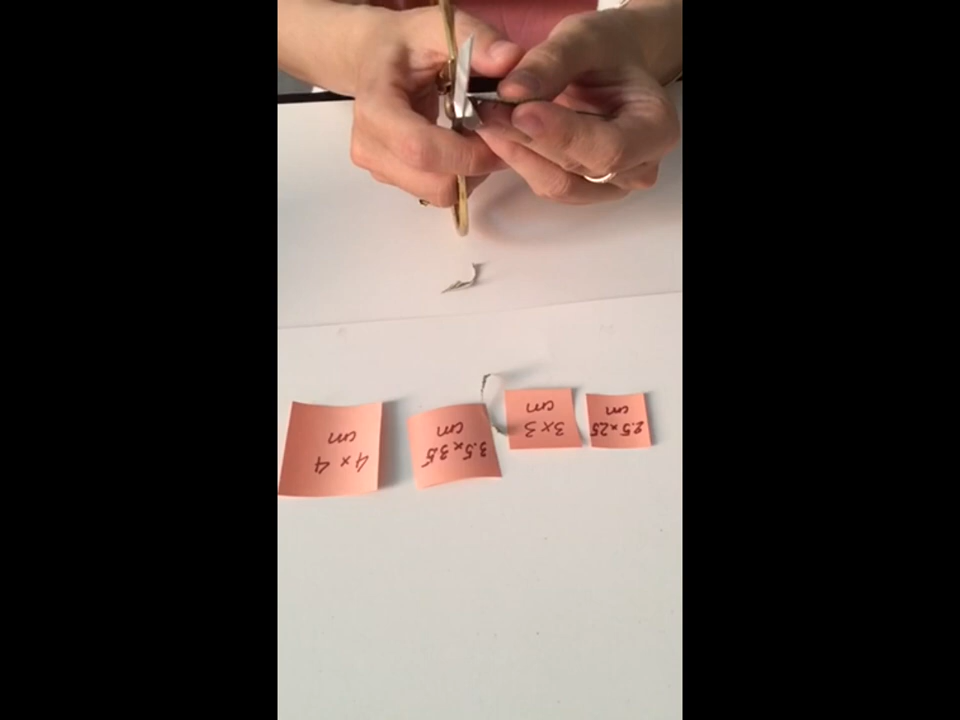 2.5 x 2.5
cm
3 x 3
cm
3.5 x 3.5
cm
4 x 4
cm